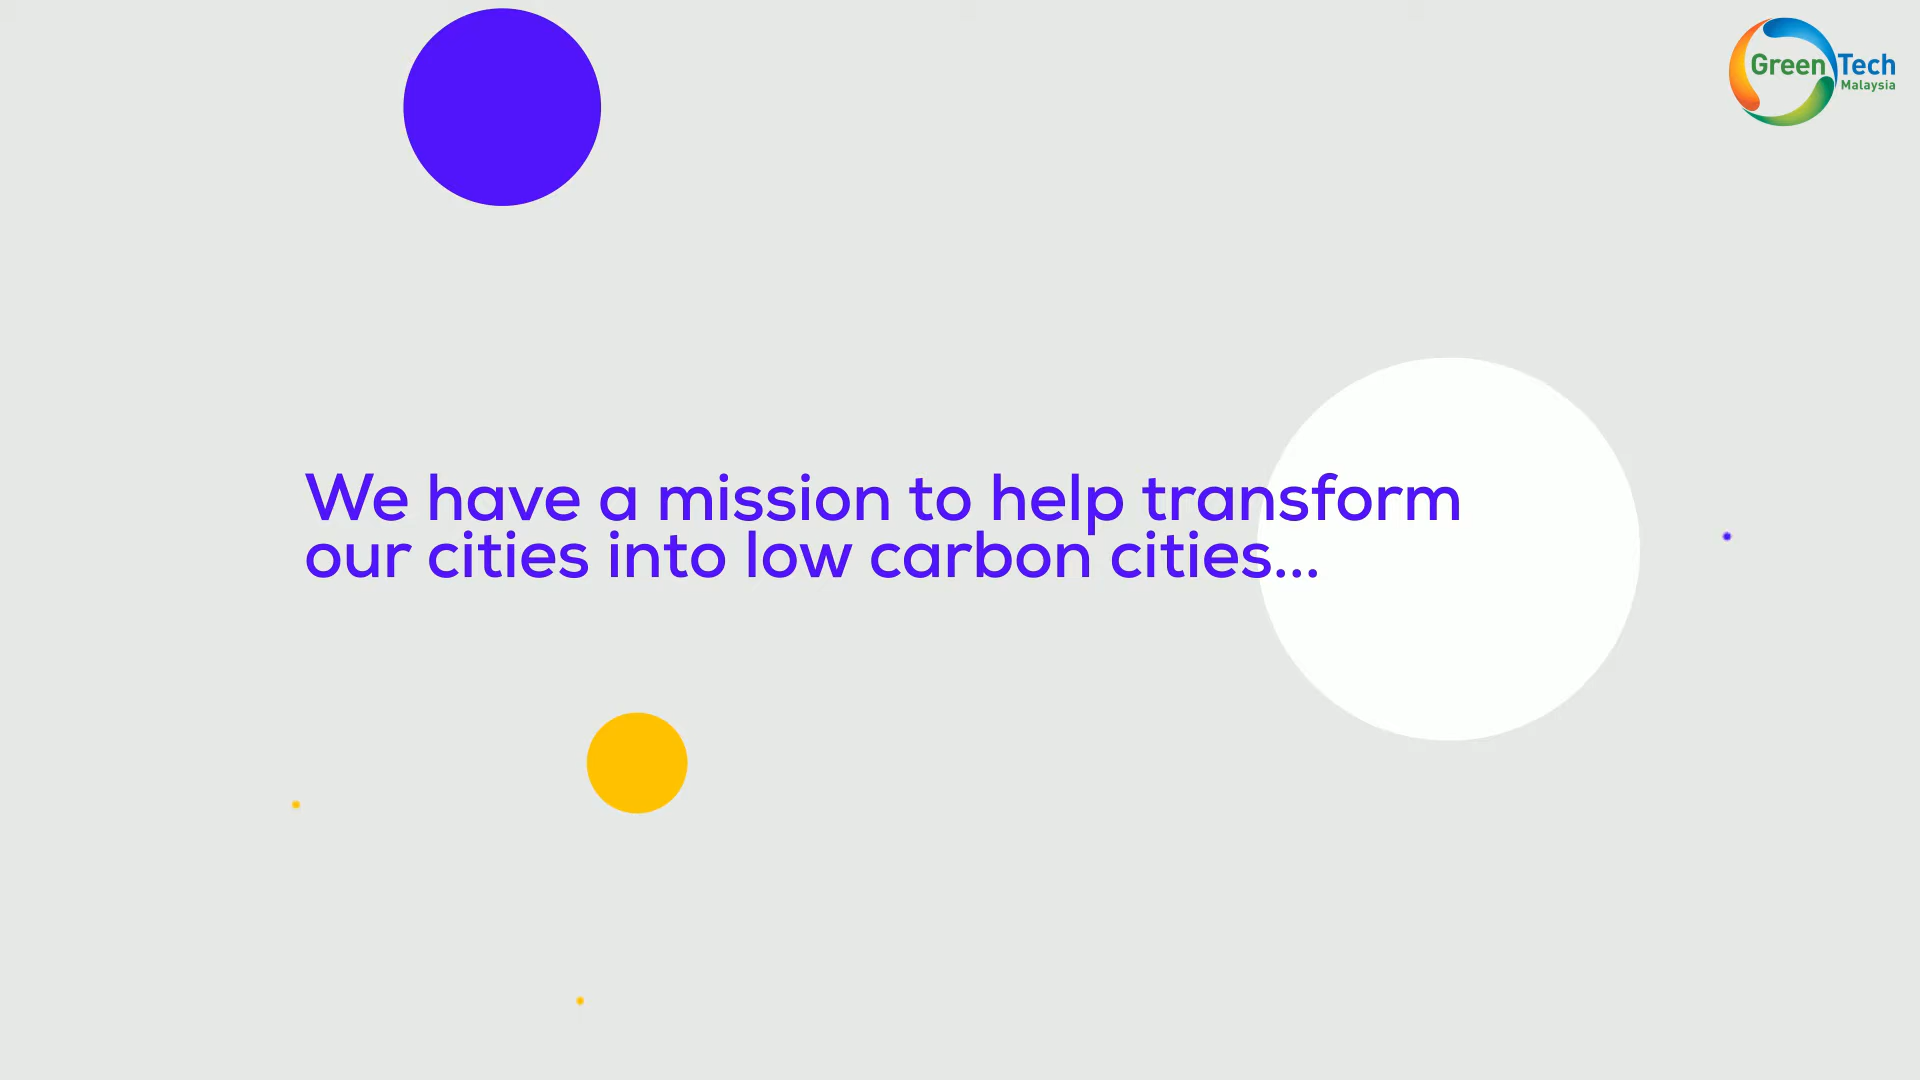 GreenTech
Malaysia
We have a mission to help transform
our cities into low carbon cities...